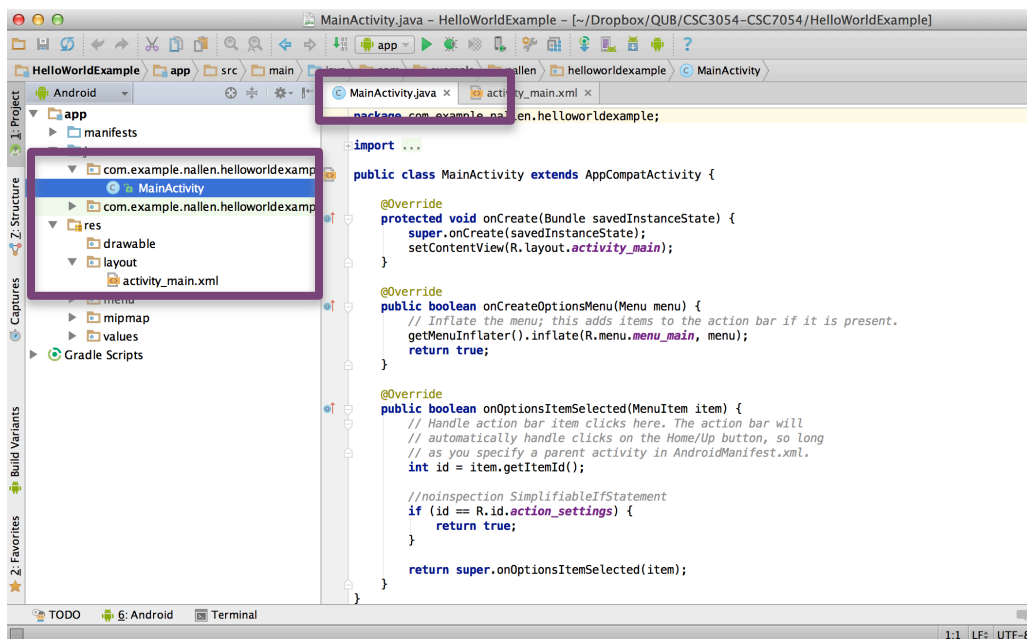 MainActivity.java – HelloWorldExample – [~/Dropbox/QUB/CSC3054–CSC7054/HelloWorldExample]
app
?
HelloWorldExample app src main nallen helloworldexample C MainActivity
1: Project
Z: Structure
Captures
Build Variants
2: Favorites
Android
app
manifests
com.example.nallen.helloworldexamp
C MainActivity
com.example.nallen.helloworldexamp
res
drawable
layout
activity_main.xml
menu
mipmap
values
Gradle Scripts
C MainActivity.java × activity_main.xml ×
package com.example.nallen.helloworldexample;
import ...
public class MainActivity extends AppCompatActivity {
@Override
protected void onCreate(Bundle savedInstanceState) {
super.onCreate(savedInstanceState);
setContentView(R.layout.activity_main);
}
@Override
public boolean onCreateOptionsMenu(Menu menu) {
// Inflate the menu; this adds items to the action bar if it is present.
getMenuInflater().inflate(R.menu.menu_main, menu);
return true;
}
@Override
public boolean onOptionsItemSelected(MenuItem item) {
// Handle action bar item clicks here. The action bar will
// automatically handle clicks on the Home/Up button, so long
// as you specify a parent activity in AndroidManifest.xml.
int id = item.getItemId();
//noinspection SimplifiableIfStatement
if (id == R.id.action_settings) {
return true;
}
return super.onOptionsItemSelected(item);
}
}
TODO 6: Android Terminal
1:1 LF UTF-8